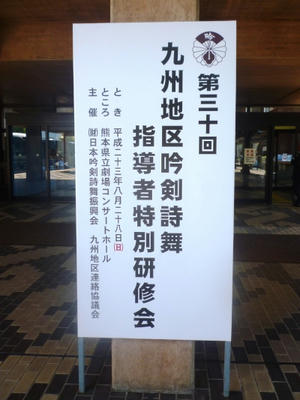 吟
第三十回
九州地区吟剣詩舞
指導者特別研修会
とき 平成二十三年八月二十八日(日)
ところ 熊本県立劇場コンサートホール
主催 (財)日本吟剣詩舞振興会 九州地区連絡協議会